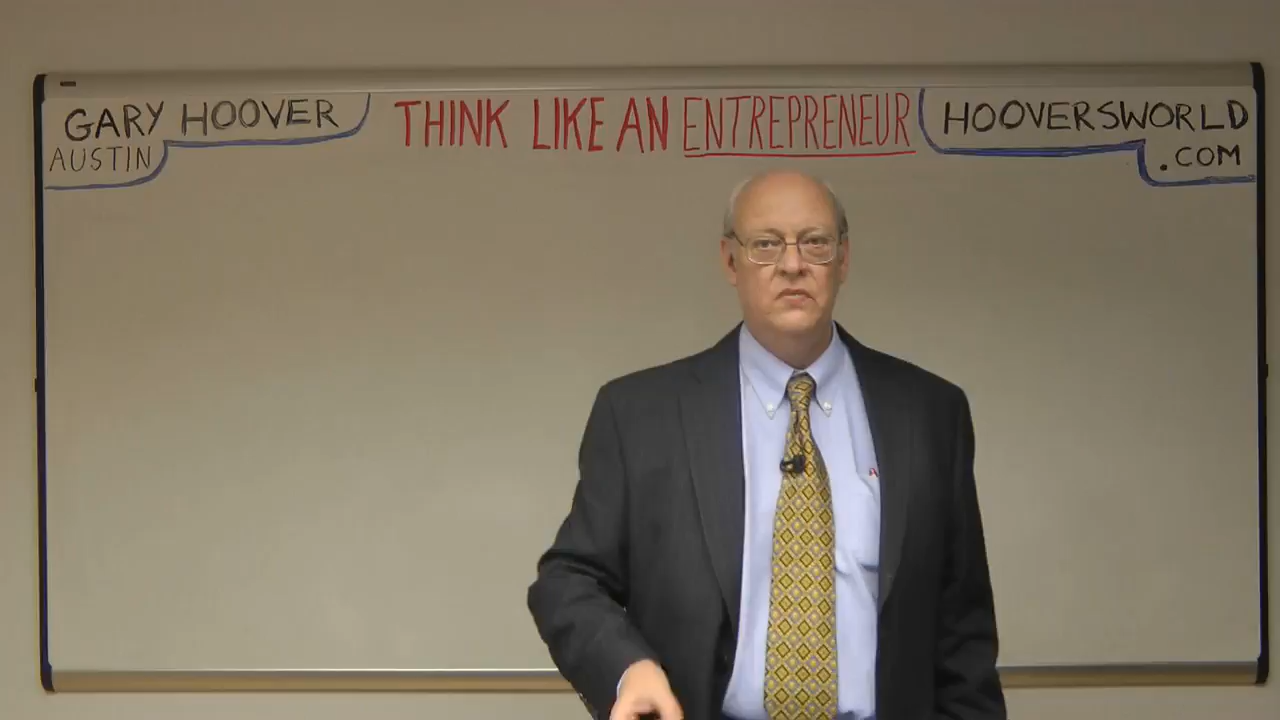 GARY HOOVER
AUSTIN
THINK LIKE AN ENTREPRENEUR
HOOVERSWORLD
.COM